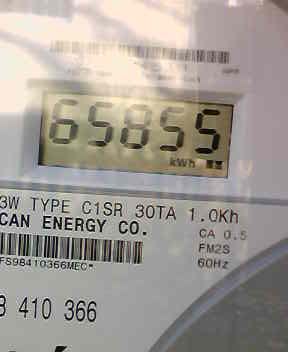 65855
kWh
3W TYPE C1SR 30TA 1.0Kh
CAN ENERGY CO.
CA 0.5
FM2S
60Hz
FS98410366MEC*
8 410 366